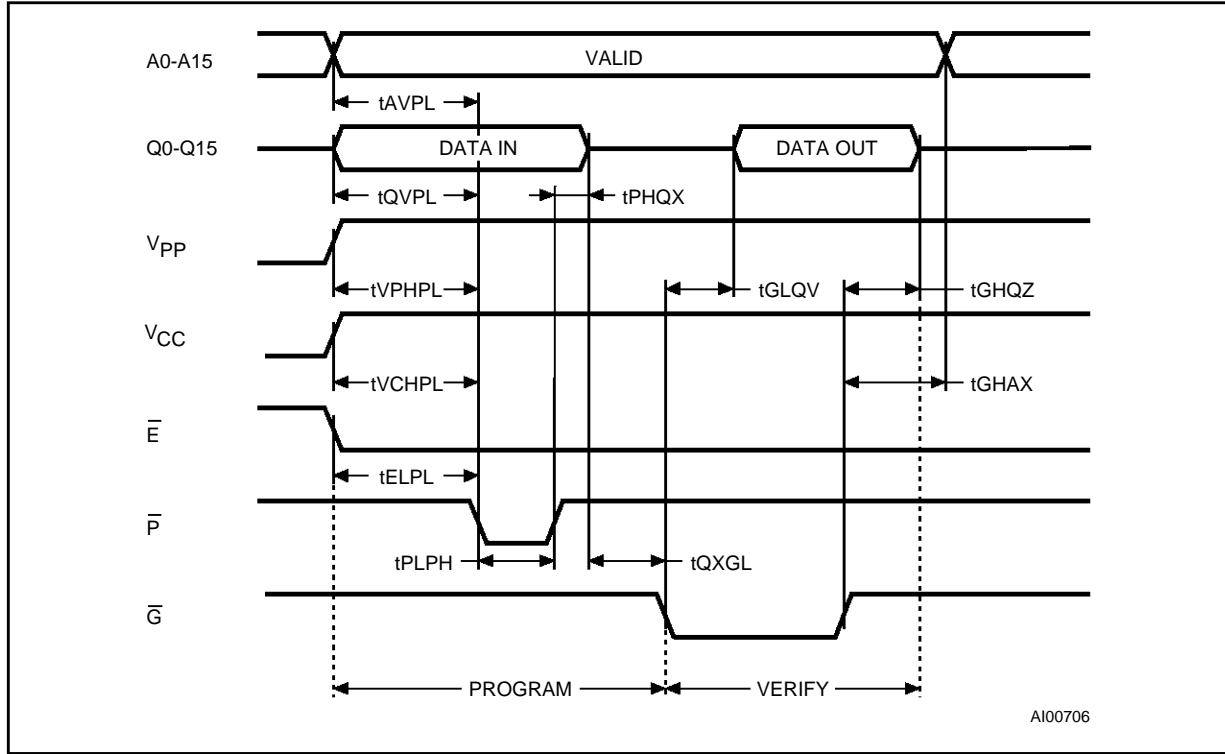 A0-A15
VALID
tAVPL
Q0-Q15
DATA IN
DATA OUT
tQVPL
tPHQX
VPP
tVPHPL
tGLQV
tGHQZ
VCC
tVCHPL
tGHAX
E̅
tELPL
P̅
tPLPH
tQXGL
G̅
PROGRAM
VERIFY
AI00706